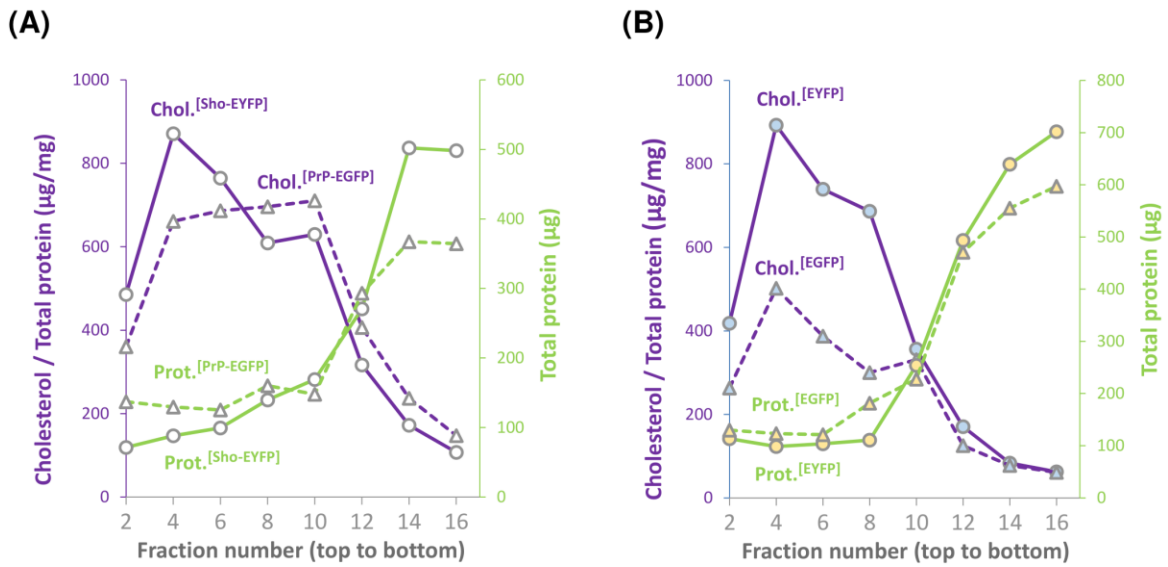 (A)
Cholesterol / Total protein (µg/mg)
1000
800
600
400
200
0
Chol.[Sho-EYFP]
Chol.[PrP-EGFP]
Prot.[PrP-EGFP]
Prot.[Sho-EYFP]
600
500
400
300
200
100
0
Total protein (µg)
2 4 6 8 10 12 14 16
Fraction number (top to bottom)
(B)
Cholesterol / Total protein (µg/mg)
1000
800
600
400
200
0
Chol.[EYFP]
Chol.[EGFP]
Prot.[EGFP]
Prot.[EYFP]
800
700
600
500
400
300
200
100
0
Total protein (µg)
2 4 6 8 10 12 14 16
Fraction number (top to bottom)